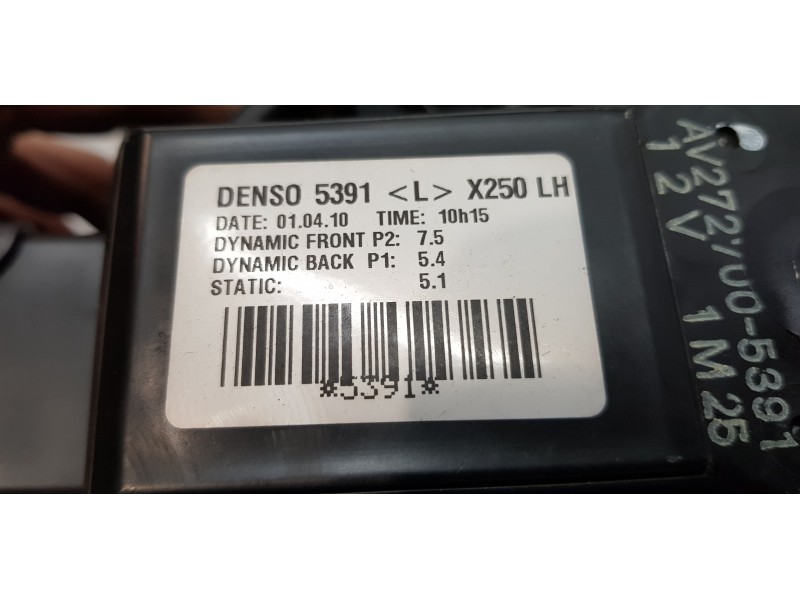 DENSO 5391 <L> X250 LH
DATE: 01.04.10 TIME: 10h15
DYNAMIC FRONT P2: 7.5
DYNAMIC BACK P1: 5.4
STATIC: 5.1
*5391*
AV272700-5391
12V 1M25